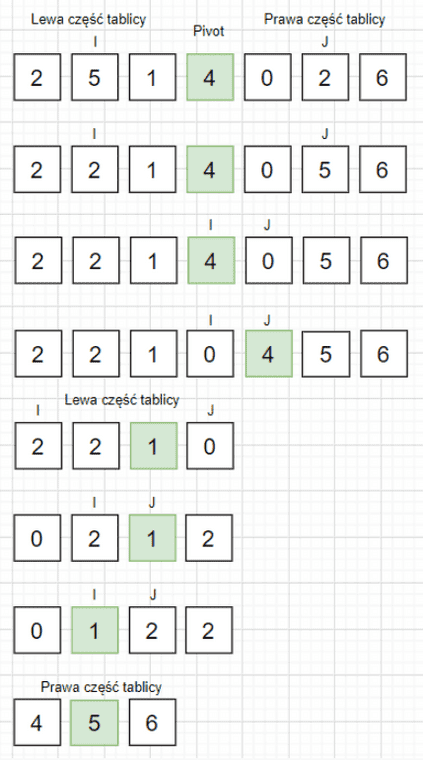 Lewa część tablicy Pivot Prawa część tablicy
I J
2 5 1 4 0 2 6
I J
2 2 1 4 0 5 6
I J
2 2 1 4 0 5 6
I J
2 2 1 0 4 5 6
Lewa część tablicy
I J
2 2 1 0
I J
0 2 1 2
I J
0 1 2 2
Prawa część tablicy
4 5 6